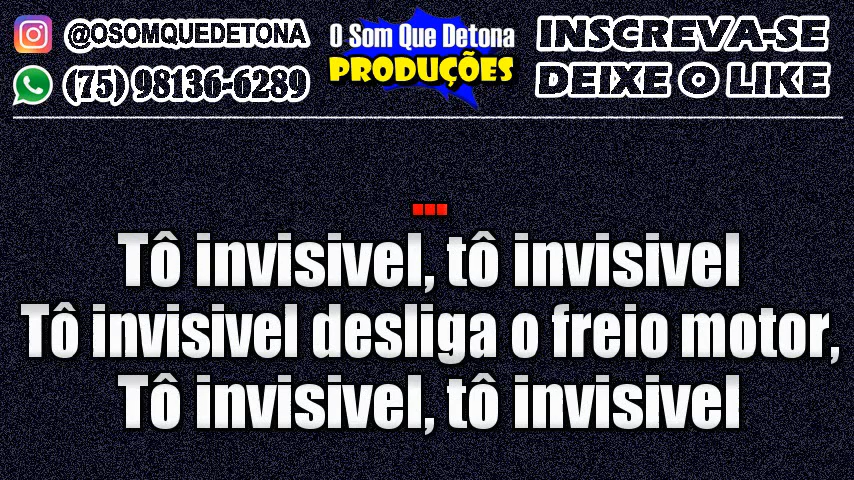 @OSOMQUEDETONA
(75) 98136-6289
O Som Que Detona
PRODUÇÕES
INSCREVA-SE
DEIXE O LIKE
...
Tô invisivel, tô invisivel
Tô invisivel desliga o freio motor,
Tô invisivel, tô invisivel